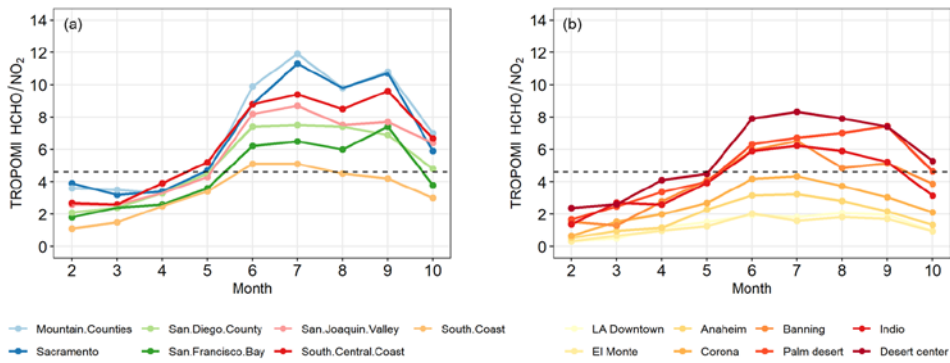 (a)
(b)
TROPOMI HCHO/NO2
14
12
10
8
6
4
2
0
2 3 4 5 6 7 8 9 10
Month
TROPOMI HCHO/NO2
14
12
10
8
6
4
2
0
2 3 4 5 6 7 8 9 10
Month
Mountain.Counties San.Diego.County San.Joaquin.Valley South.Coast
Sacramento San.Francisco.Bay South.Central.Coast
LA Downtown Anaheim Banning Indio
El Monte Corona Palm desert Desert center